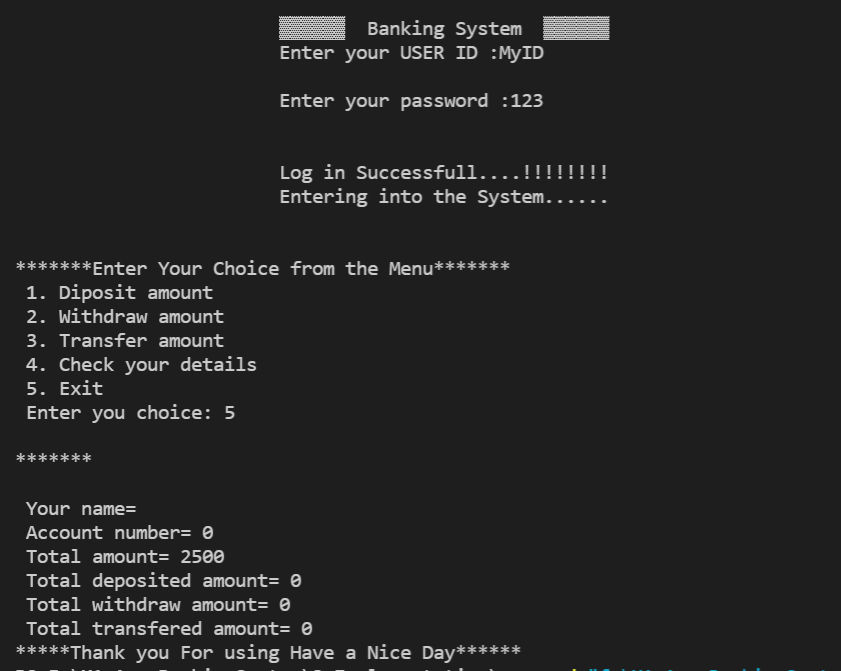 Banking System
Enter your USER ID :MyID
Enter your password :123
Log in Successfull....!!!!!!!!
Entering into the System......
*******Enter Your Choice from the Menu*******
1. Diposit amount
2. Withdraw amount
3. Transfer amount
4. Check your details
5. Exit
Enter you choice: 5
*******
Your name=
Account number= 0
Total amount= 2500
Total deposited amount= 0
Total withdraw amount= 0
Total transfered amount= 0
*****Thank you For using Have a Nice Day******